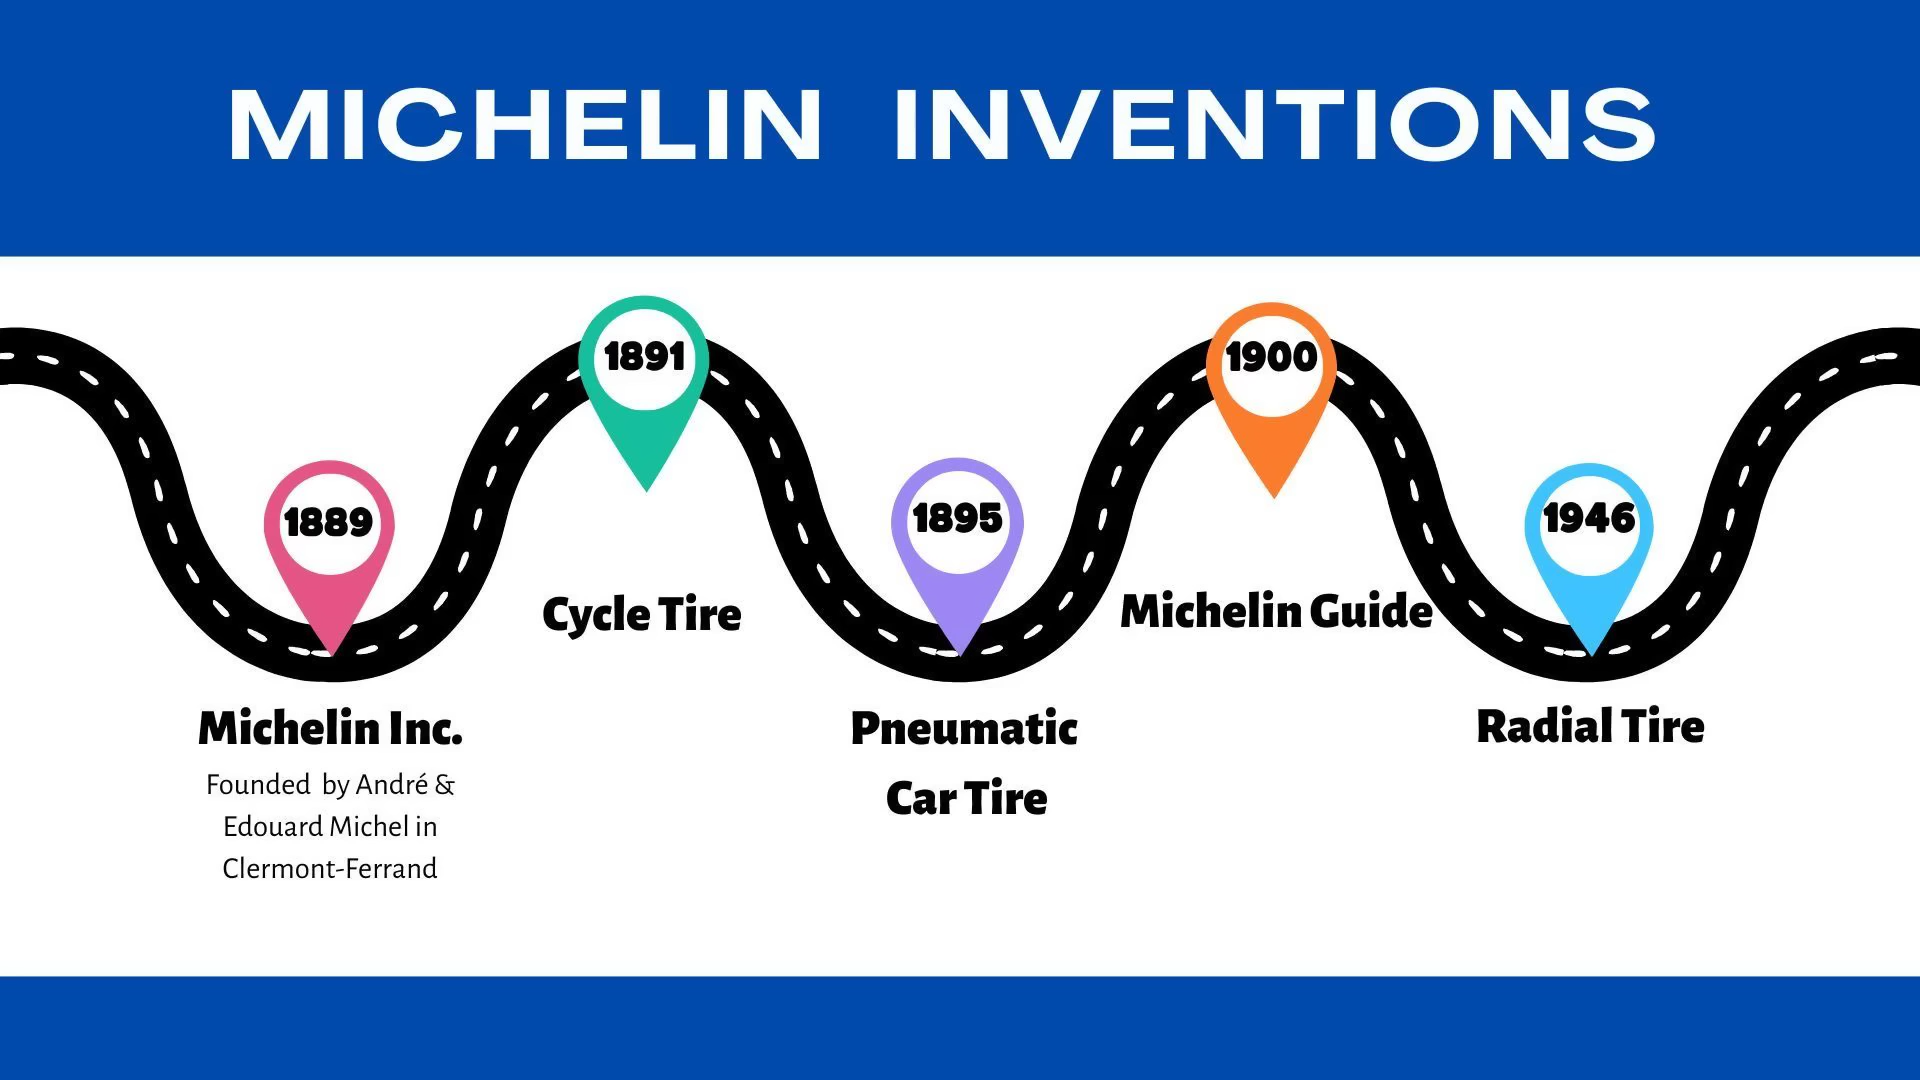 MICHELIN INVENTIONS
1889
Michelin Inc.
Founded by André &
Edouard Michel in
Clermont-Ferrand
1891
Cycle Tire
1895
Pneumatic
Car Tire
1900
Michelin Guide
1946
Radial Tire